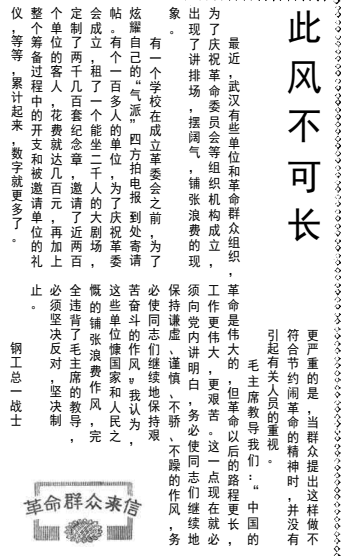 此风不可长
最近，武汉有些单位和革命群众组织，
为了庆祝革命委员会等组织机构成立，
出现了讲排场，摆阔气，铺张浪费的现
象。
有一个学校在成立革委会之前，为了
炫耀自己的“气派”四方拍电报 到处寄请
帖。有个一百多人的单位，为了庆祝革委
会成立，租了一个能坐二千人的大剧场，
定制了两千几百套纪念章，邀请了近两百
个单位的客人，花费就达几百元，再加上
整个筹备过程中的开支和被邀请单位的礼
仪，等等，累计起来，数字就更多了。
更严重的是，当群众提出这样做不
符合节约闹革命的精神时，并没有
引起有关人员的重视。
毛主席教导我们：“中国的
革命是伟大的，但革命以后的路程更长，
工作更伟大，更艰苦。这一点现在就必
须向党内讲明白，务必使同志们继续地
保持谦虚、谨慎、不骄、不躁的作风，务
必使同志们继续地保持艰
苦奋斗的作风。”我认为，
这些单位慷国家和人民之
慨的铺张浪费作风，完
全违背了毛主席的教导，
必须坚决反对，坚决制
止。
钢工总一战士
革命群众来信